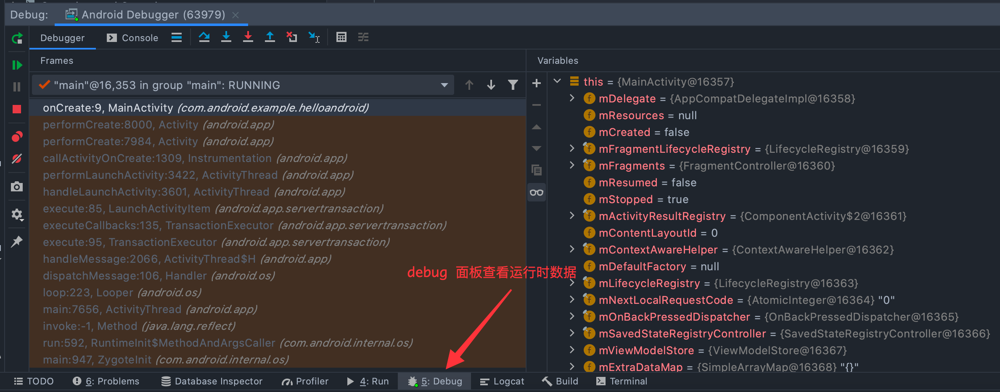 Debug: Android Debugger (63979)
Debugger Console
Frames
Variables
"main"@16,353 in group "main": RUNNING
onCreate:9, MainActivity (com.android.example.helloandroid)
performCreate:8000, Activity (android.app)
performCreate:7984, Activity (android.app)
callActivityOnCreate:1309, Instrumentation (android.app)
performLaunchActivity:3422, ActivityThread (android.app)
handleLaunchActivity:3601, ActivityThread (android.app)
execute:85, LaunchActivityItem (android.app.servertransaction)
executeCallbacks:135, TransactionExecutor (android.app.servertransaction)
execute:95, TransactionExecutor (android.app.servertransaction)
handleMessage:2066, ActivityThread$H (android.app)
dispatchMessage:106, Handler (android.os)
loop:223, Looper (android.os)
main:7656, ActivityThread (android.app)
invoke:-1, Method (java.lang.reflect)
run:592, RuntimeInit$MethodAndArgsCaller (com.android.internal.os)
main:947, ZygoteInit (com.android.internal.os)
debug 面板查看运行时数据
this = {MainActivity@16357}
mDelegate = {AppCompatDelegateImpl@16358}
mResources = null
mCreated = false
mFragmentLifecycleRegistry = {LifecycleRegistry@16359}
mFragments = {FragmentController@16360}
mResumed = false
mStopped = true
mActivityResultRegistry = {ComponentActivity$2@16361}
mContentLayoutId = 0
mContextAwareHelper = {ContextAwareHelper@16362}
mDefaultFactory = null
mLifecycleRegistry = {LifecycleRegistry@16363}
mNextLocalRequestCode = {AtomicInteger@16364} "0"
mOnBackPressedDispatcher = {OnBackPressedDispatcher@16365}
mSavedStateRegistryController = {SavedStateRegistryController@16366}
mViewModelStore = {ViewModelStore@16367}
mExtraDataMap = {SimpleArrayMap@16368} "{}"
TODO 6: Problems Database Inspector Profiler 4: Run 5: Debug Logcat Build Terminal